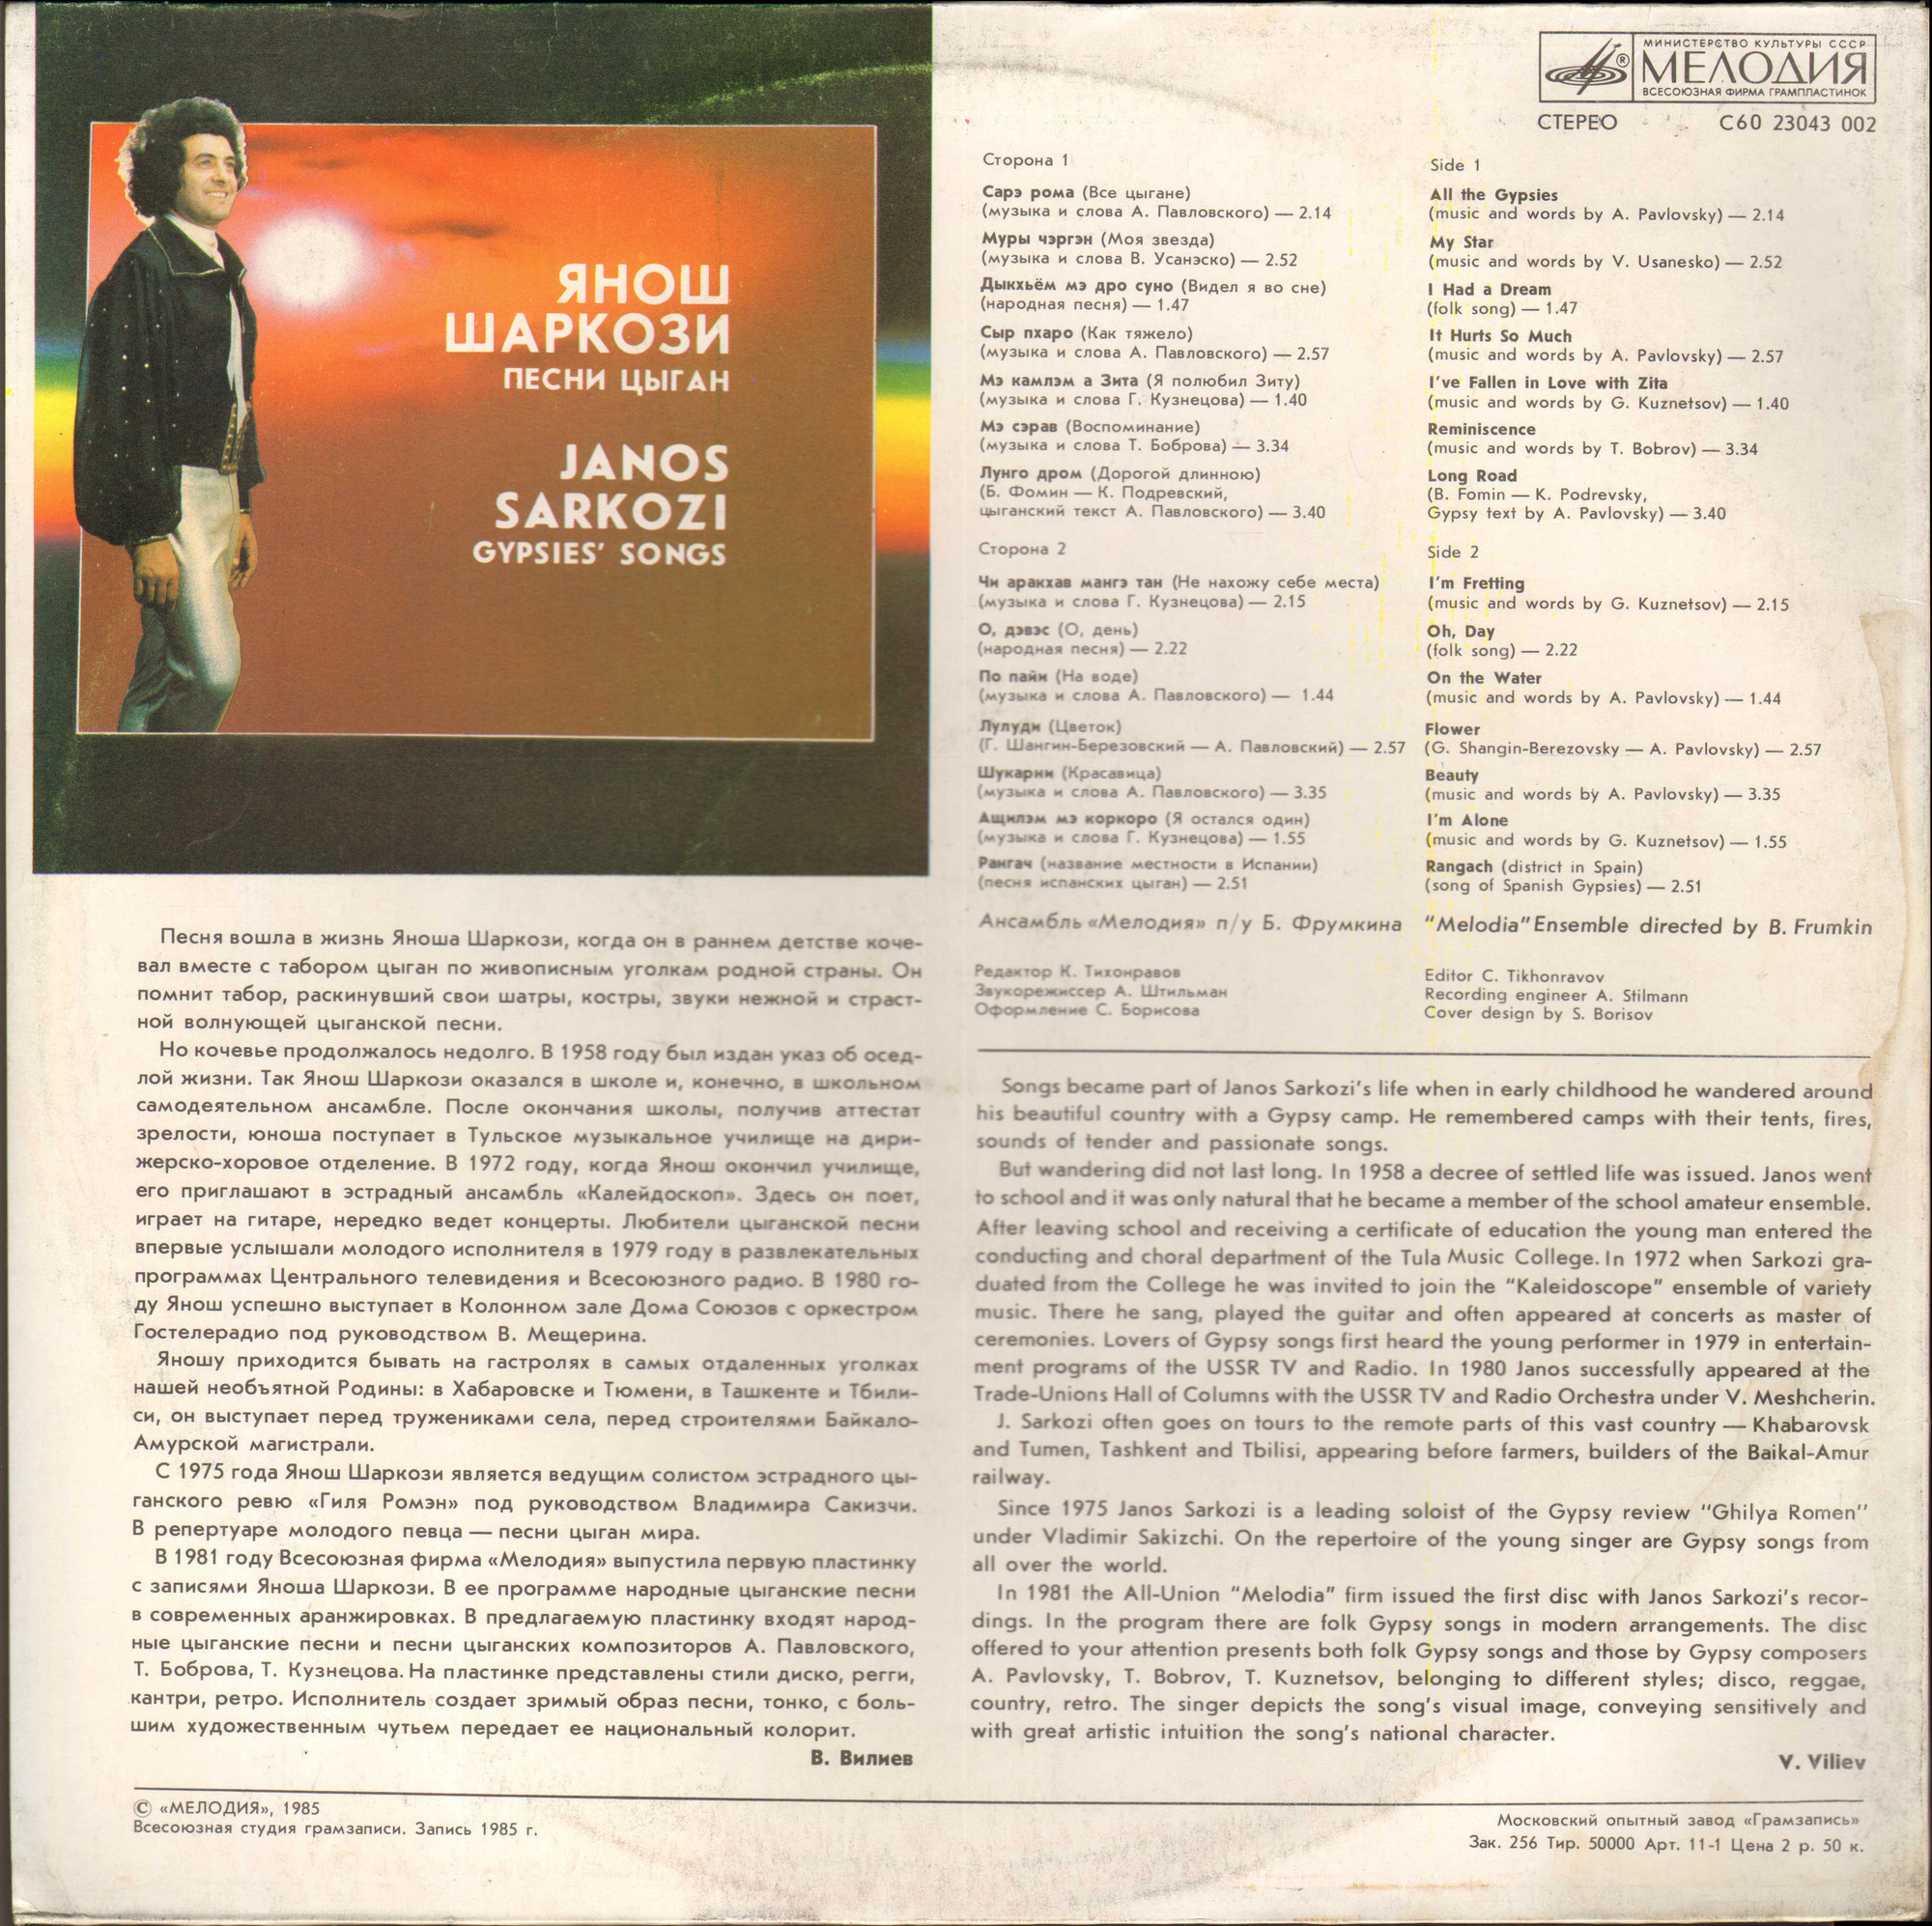 ЯНОШ
ШАРКОЗИ
ПЕСНИ ЦЫГАН
JANOS
SARKOZI
GYPSIES' SONGS
МИНИСТЕРСТВО КУЛЬТУРЫ СССР
МЕЛОДИЯ
ВСЕСОЮЗНАЯ ФИРМА ГРАМПЛАСТИНОК
®
СТЕРЕО С60 23043 002
Сторона 1
Сарэ рома (Все цыгане)
(музыка и слова А. Павловского) — 2.14
Муры чэргэн (Моя звезда)
(музыка и слова В. Усанэско) — 2.52
Дыкхьём мэ дро суно (Видел я во сне)
(народная песня) — 1.47
Сыр пхаро (Как тяжело)
(музыка и слова А. Павловского) — 2.57
Мэ камлэм а Зита (Я полюбил Зиту)
(музыка и слова Г. Кузнецова) — 1.40
Мэ сэрав (Воспоминание)
(музыка и слова Т. Боброва) — 3.34
Лунго дром (Дорогой длинною)
(Б. Фомин — К. Подревский,
цыганский текст А. Павловского) — 3.40
Сторона 2
Чи аракхав мангэ тан (Не нахожу себе места)
(музыка и слова Г. Кузнецова) — 2.15
О, дэвэс (О, день)
(народная песня) — 2.22
По пайи (На воде)
(музыка и слова А. Павловского) — 1.44
Лулуди (Цветок)
(Г. Шангин-Березовский — А. Павловский) — 2.57
Шукарни (Красавица)
(музыка и слова А. Павловского) — 3.35
Ащилэм мэ коркоро (Я остался один)
(музыка и слова Г. Кузнецова) — 1.55
Рангач (название местности в Испании)
(песня испанских цыган) — 2.51
Ансамбль «Мелодия» п/у Б. Фрумкина
Редактор К. Тихонравов
Звукорежиссер А. Штильман
Оформление С. Борисова
Side 1
All the Gypsies
(music and words by A. Pavlovsky) — 2.14
My Star
(music and words by V. Usanesko) — 2.52
I Had a Dream
(folk song) — 1.47
It Hurts So Much
(music and words by A. Pavlovsky) — 2.57
I've Fallen in Love with Zita
(music and words by G. Kuznetsov) — 1.40
Reminiscence
(music and words by T. Bobrov) — 3.34
Long Road
(B. Fomin — K. Podrevsky,
Gypsy text by A. Pavlovsky) — 3.40
Side 2
I'm Fretting
(music and words by G. Kuznetsov) — 2.15
Oh, Day
(folk song) — 2.22
On the Water
(music and words by A. Pavlovsky) — 1.44
Flower
(G. Shangin-Berezovsky — A. Pavlovsky) — 2.57
Beauty
(music and words by A. Pavlovsky) — 3.35
I'm Alone
(music and words by G. Kuznetsov) — 1.55
Rangach (district in Spain)
(song of Spanish Gypsies) — 2.51
"Melodia" Ensemble directed by B. Frumkin
Editor C. Tikhonravov
Recording engineer A. Stilmann
Cover design by S. Borisov
Песня вошла в жизнь Яноша Шаркози, когда он в раннем детстве коче-
вал вместе с табором цыган по живописным уголкам родной страны. Он
помнит табор, раскинувший свои шатры, костры, звуки нежной и страст-
ной волнующей цыганской песни.
Но кочевье продолжалось недолго. В 1958 году был издан указ об осед-
лой жизни. Так Янош Шаркози оказался в школе и, конечно, в школьном
самодеятельном ансамбле. После окончания школы, получив аттестат
зрелости, юноша поступает в Тульское музыкальное училище на дири-
жерско-хоровое отделение. В 1972 году, когда Янош окончил училище,
его приглашают в эстрадный ансамбль «Калейдоскоп». Здесь он поет,
играет на гитаре, нередко ведет концерты. Любители цыганской песни
впервые услышали молодого исполнителя в 1979 году в развлекательных
программах Центрального телевидения и Всесоюзного радио. В 1980 го-
ду Янош успешно выступает в Колонном зале Дома Союзов с оркестром
Гостелерадио под руководством В. Мещерина.
Яношу приходится бывать на гастролях в самых отдаленных уголках
нашей необъятной Родины: в Хабаровске и Тюмени, в Ташкенте и Тбили-
си, он выступает перед тружениками села, перед строителями Байкало-
Амурской магистрали.
С 1975 года Янош Шаркози является ведущим солистом эстрадного цы-
ганского ревю «Гиля Ромэн» под руководством Владимира Сакизчи.
В репертуаре молодого певца — песни цыган мира.
В 1981 году Всесоюзная фирма «Мелодия» выпустила первую пластинку
с записями Яноша Шаркози. В ее программе народные цыганские песни
в современных аранжировках. В предлагаемую пластинку входят народ-
ные цыганские песни и песни цыганских композиторов А. Павловского,
Т. Боброва, Т. Кузнецова. На пластинке представлены стили диско, регги,
кантри, ретро. Исполнитель создает зримый образ песни, тонко, с боль-
шим художественным чутьем передает ее национальный колорит.
В. Вилиев
Songs became part of Janos Sarkozi's life when in early childhood he wandered around
his beautiful country with a Gypsy camp. He remembered camps with their tents, fires,
sounds of tender and passionate songs.
But wandering did not last long. In 1958 a decree of settled life was issued. Janos went
to school and it was only natural that he became a member of the school amateur ensemble.
After leaving school and receiving a certificate of education the young man entered the
conducting and choral department of the Tula Music College. In 1972 when Sarkozi gra-
duated from the College he was invited to join the "Kaleidoscope" ensemble of variety
music. There he sang, played the guitar and often appeared at concerts as master of
ceremonies. Lovers of Gypsy songs first heard the young performer in 1979 in entertain-
ment programs of the USSR TV and Radio. In 1980 Janos successfully appeared at the
Trade-Unions Hall of Columns with the USSR TV and Radio Orchestra under V. Meshcherin.
J. Sarkozi often goes on tours to the remote parts of this vast country — Khabarovsk
and Tumen, Tashkent and Tbilisi, appearing before farmers, builders of the Baikal-Amur
railway.
Since 1975 Janos Sarkozi is a leading soloist of the Gypsy review "Ghilya Romen"
under Vladimir Sakizchi. On the repertoire of the young singer are Gypsy songs from
all over the world.
In 1981 the All-Union "Melodia" firm issued the first disc with Janos Sarkozi's recor-
dings. In the program there are folk Gypsy songs in modern arrangements. The disc
offered to your attention presents both folk Gypsy songs and those by Gypsy composers
A. Pavlovsky, T. Bobrov, T. Kuznetsov, belonging to different styles; disco, reggae,
country, retro. The singer depicts the song's visual image, conveying sensitively and
with great artistic intuition the song's national character.
V. Viliev
© «МЕЛОДИЯ», 1985
Всесоюзная студия грамзаписи. Запись 1985 г.
Московский опытный завод «Грамзапись»
Зак. 256 Тир. 50000 Арт. 11-1 Цена 2 р. 50 к.